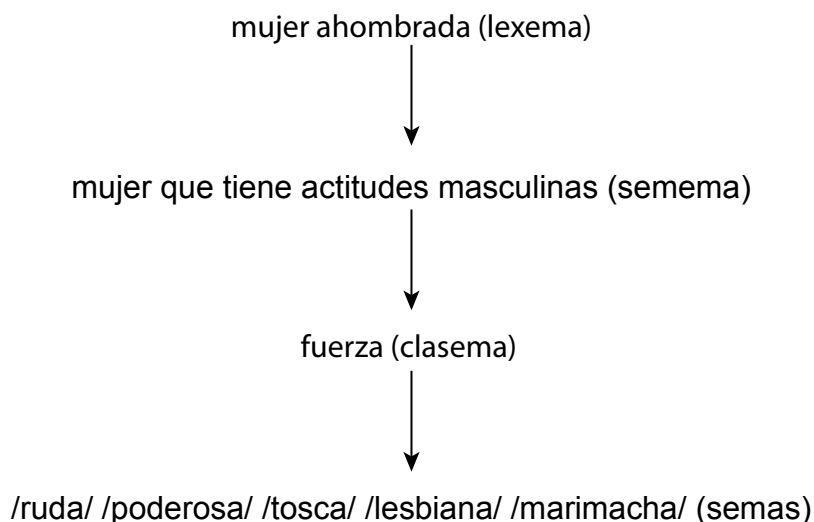 mujer ahombrada (lexema)
mujer que tiene actitudes masculinas (semema)
fuerza (clasema)
/ruda/ /poderosa/ /tosca/ /lesbiana/ /marimacha/ (semas)